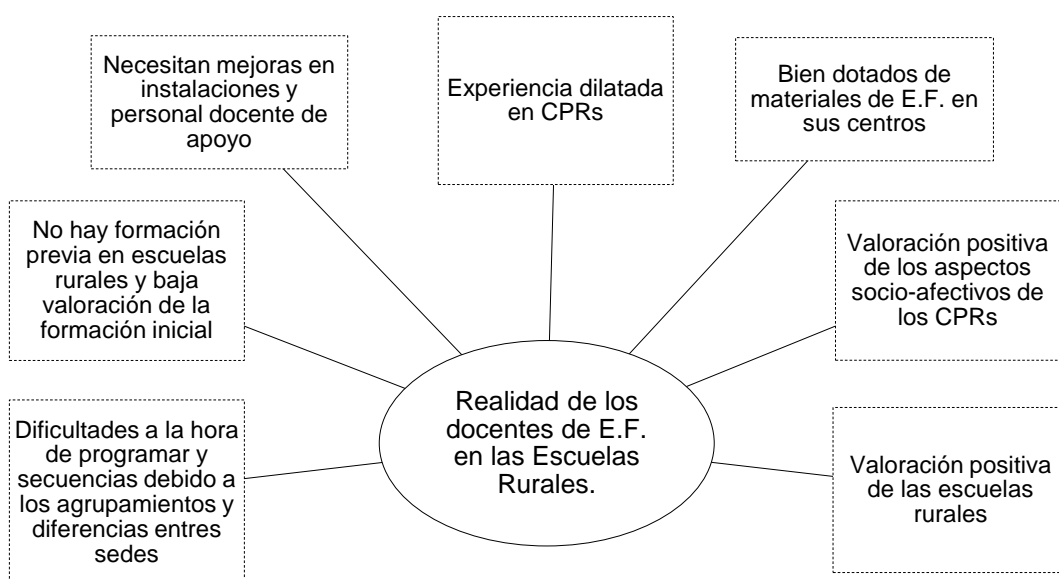 Necesitan mejoras en
instalaciones y
personal docente de
apoyo
Experiencia dilatada
en CPRs
Bien dotados de
materiales de E.F. en
sus centros
No hay formación
previa en escuelas
rurales y baja
valoración de la
formación inicial
Valoración positiva
de los aspectos
socio-afectivos de
los CPRs
Realidad de los
docentes de E.F.
en las Escuelas
Rurales.
Dificultades a la hora
de programar y
secuencias debido a
los agrupamientos y
diferencias entres
sedes
Valoración positiva
de las escuelas
rurales